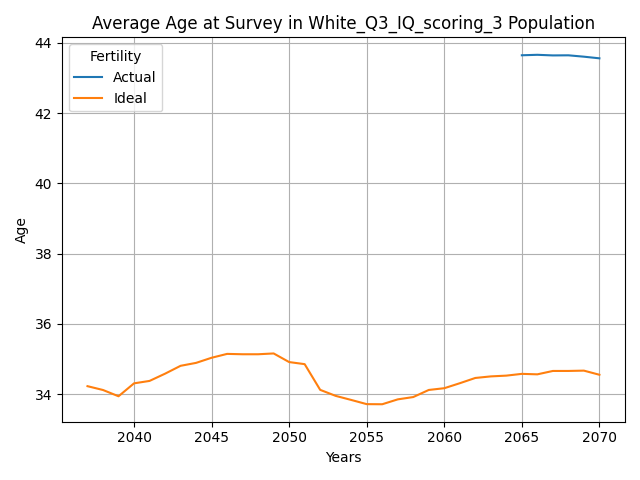 Average Age at Survey in White_Q3_IQ_scoring_3 Population
Fertility
Actual
Ideal
Age
44
42
40
38
36
34
2040 2045 2050 2055 2060 2065 2070
Years